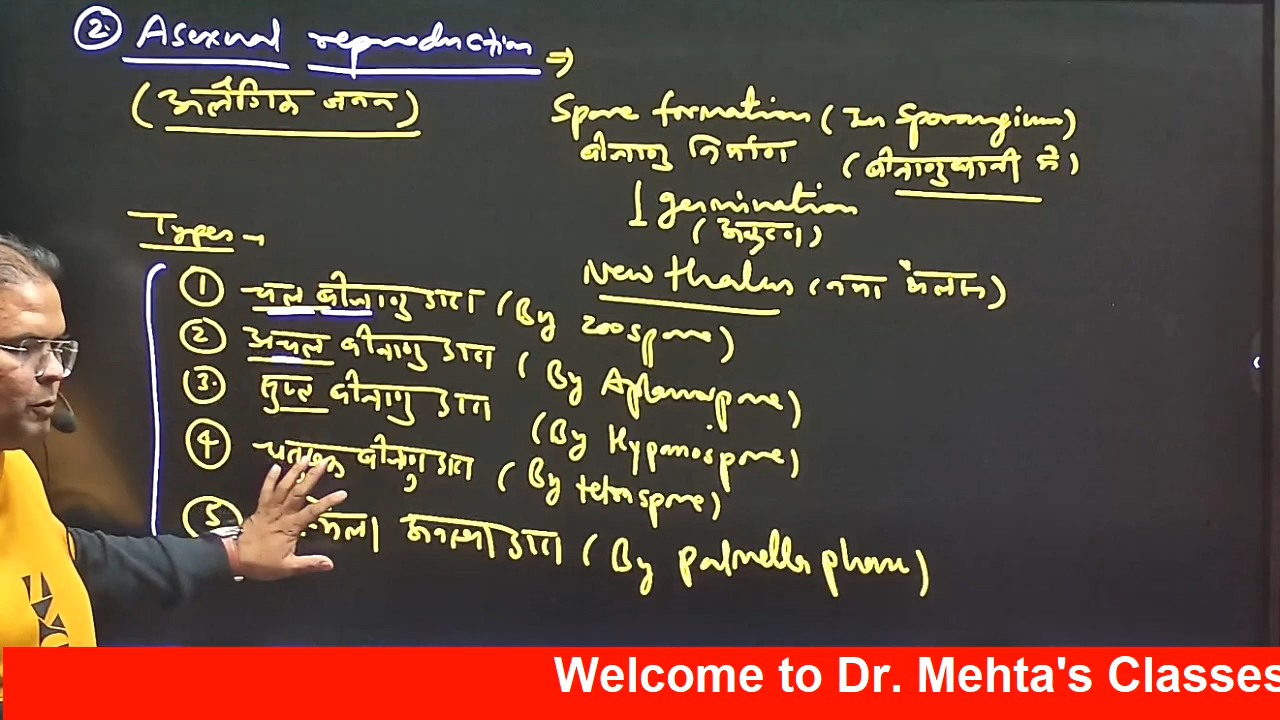 ② Asexual reproduction ⇒
(अलैंगिक जनन)
Spore formation (In Sporangium)
बीजाणु निर्माण (बीजाणुधानी में)
↓ germination
(अंकुरण)
New thalus (नया थैलस)
Types →
① चल बीजाणु द्वारा (By zoospore)
② अचल बीजाणु द्वारा (By Aplanospore)
③. सुप्त बीजाणु द्वारा (By Hypnospore)
④ चतुष्क बीजाणु द्वारा (By tetraspore)
⑤ अवस्था द्वारा (By palmella phase)
Welcome to Dr. Mehta's Classes